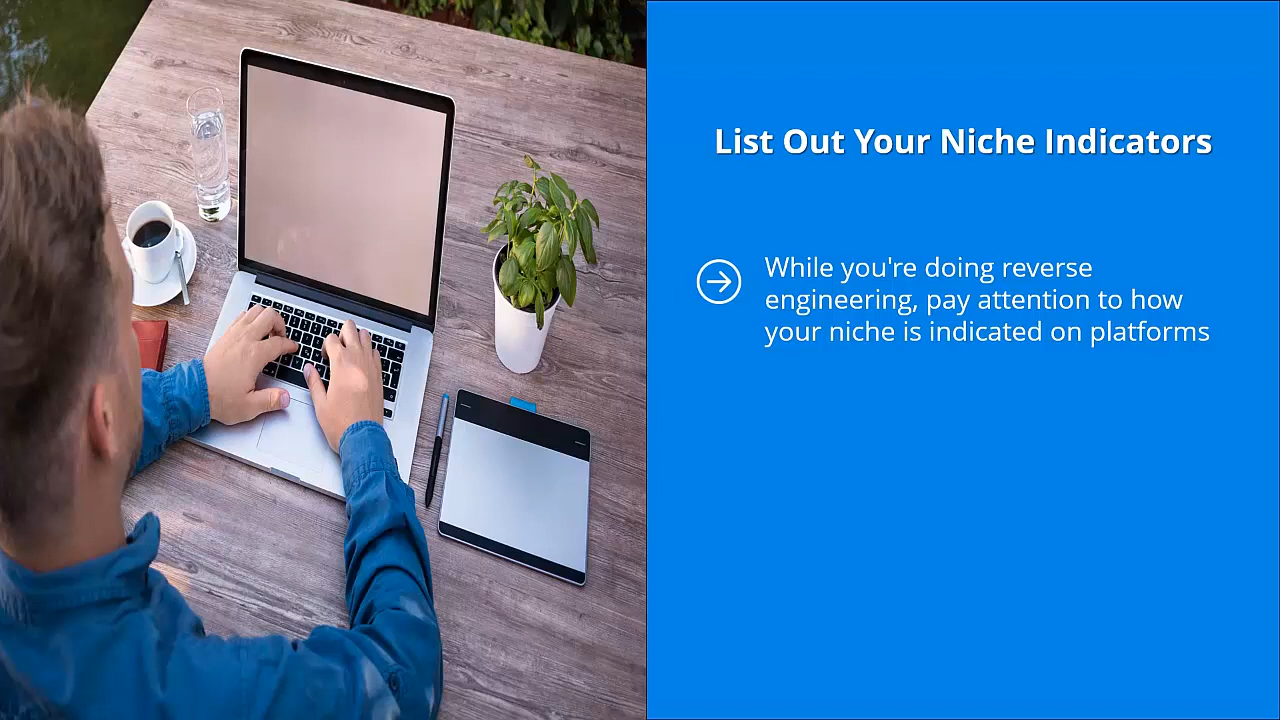 List Out Your Niche Indicators
While you're doing reverse
engineering, pay attention to how
your niche is indicated on platforms